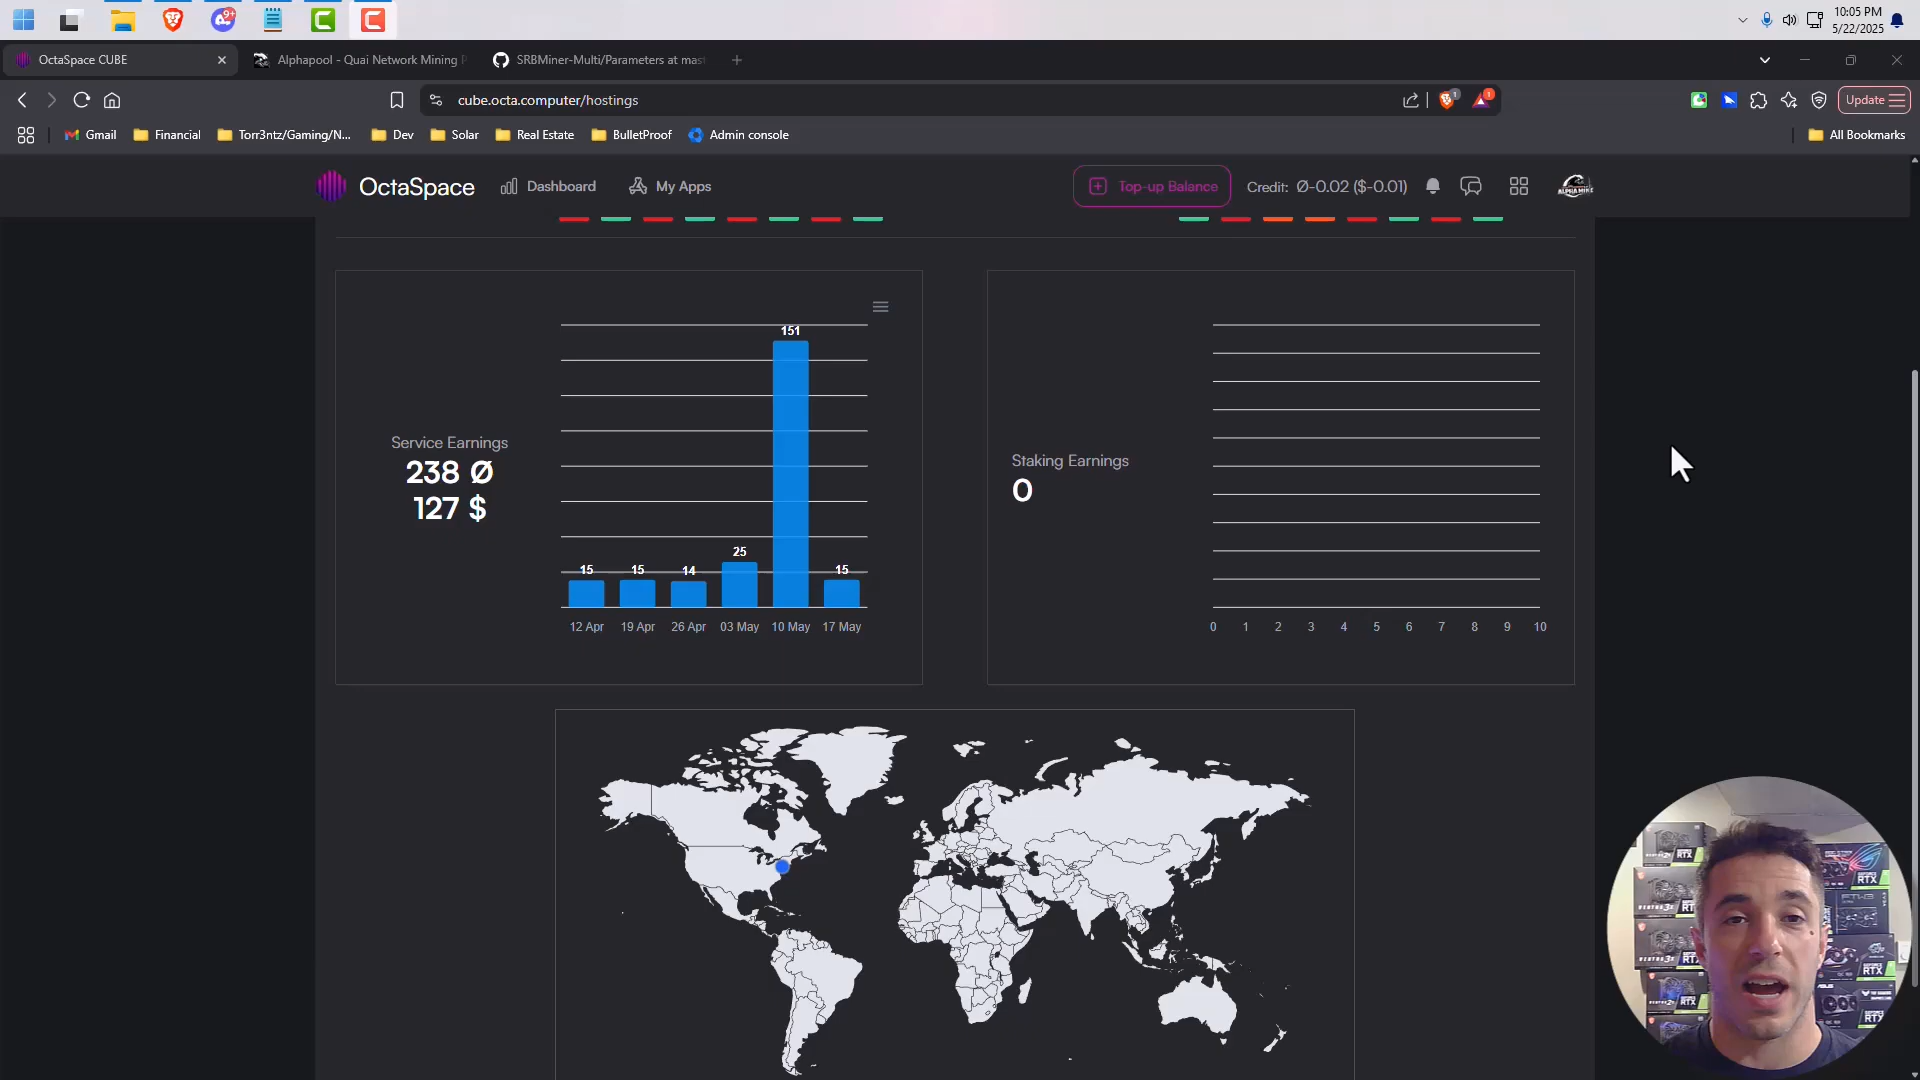 10:05 PM
5/22/2025
OctaSpace CUBE
Alphapool - Quai Network Mining P
SRBMiner-Multi/Parameters at mast
cube.octa.computer/hostings
Update
Gmail
Financial
Torr3ntz/Gaming/N...
Dev
Solar
Real Estate
BulletProof
Admin console
All Bookmarks
OctaSpace
Dashboard
My Apps
Top-up Balance
Credit: Ø-0.02 ($-0.01)
Service Earnings
238 Ø
127 $
15
15
14
25
151
15
12 Apr
19 Apr
26 Apr
03 May
10 May
17 May
Staking Earnings
0
0
1
2
3
4
5
6
7
8
9
10